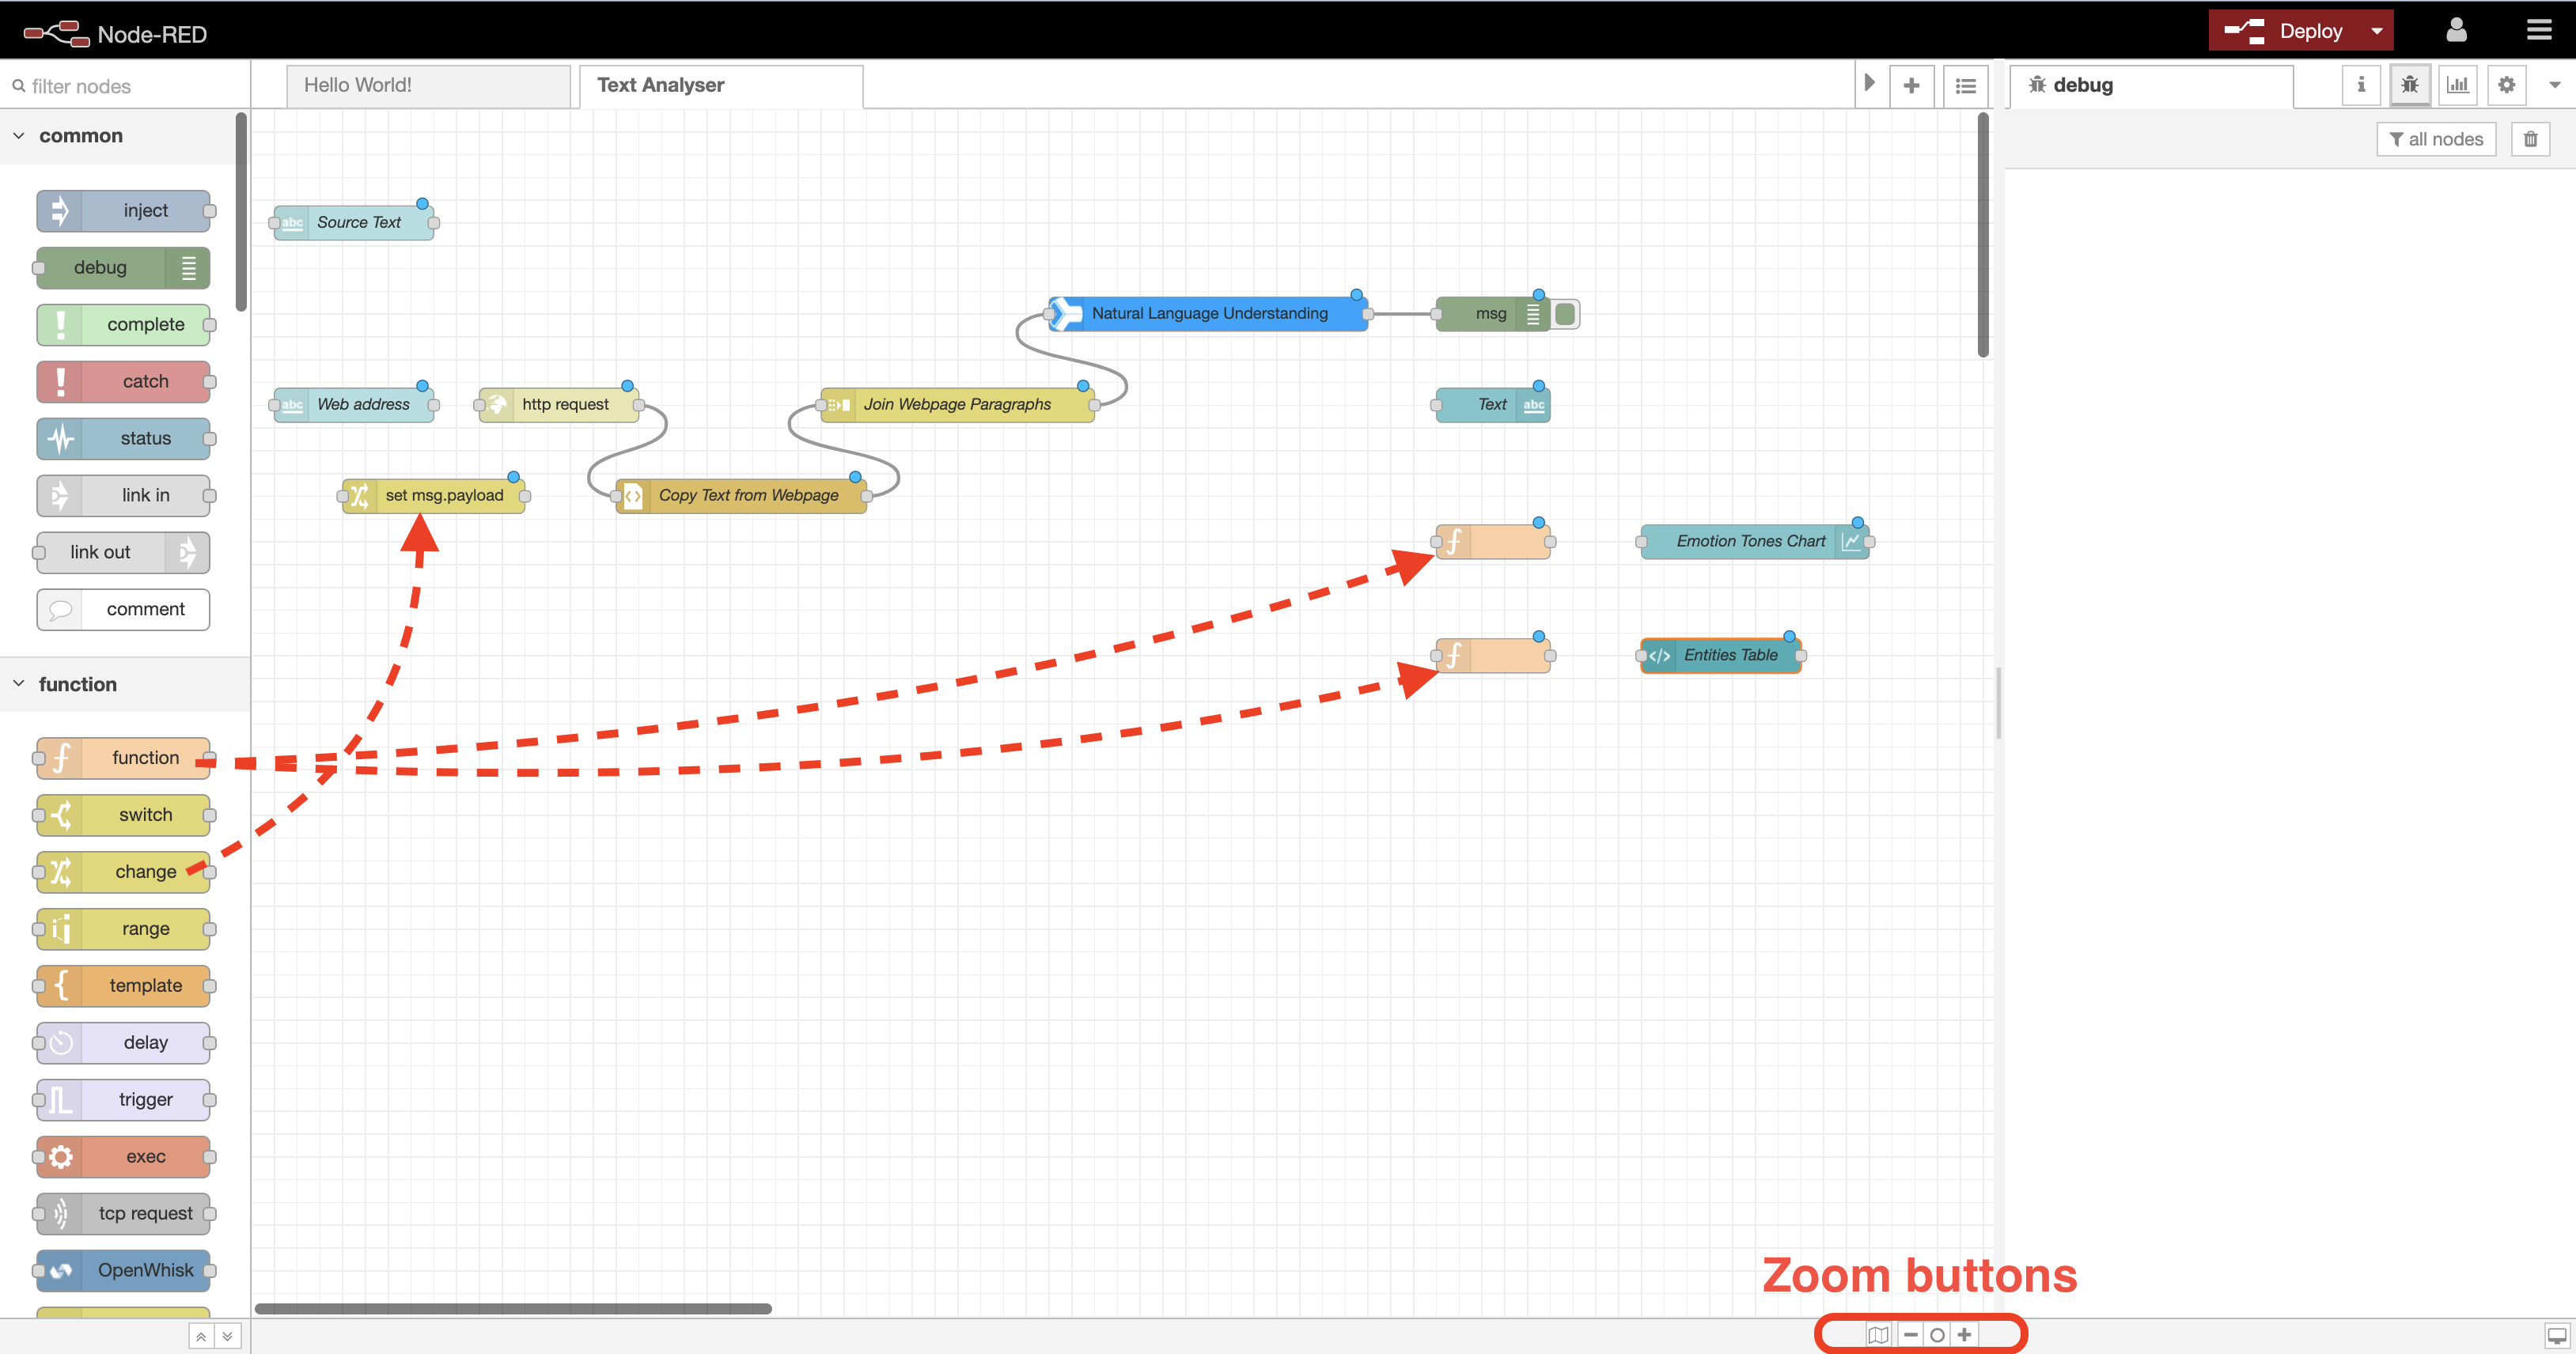 Node-RED
Deploy
filter nodes
Hello World!
Text Analyser
debug
all nodes
common
inject
debug
complete
catch
status
link in
link out
comment
function
function
switch
change
range
template
delay
trigger
exec
tcp request
OpenWhisk
abc Source Text
Natural Language Understanding
msg
abc Web address
http request
Join Webpage Paragraphs
Text abc
set msg.payload
Copy Text from Webpage
Emotion Tones Chart
Entities Table
Zoom buttons